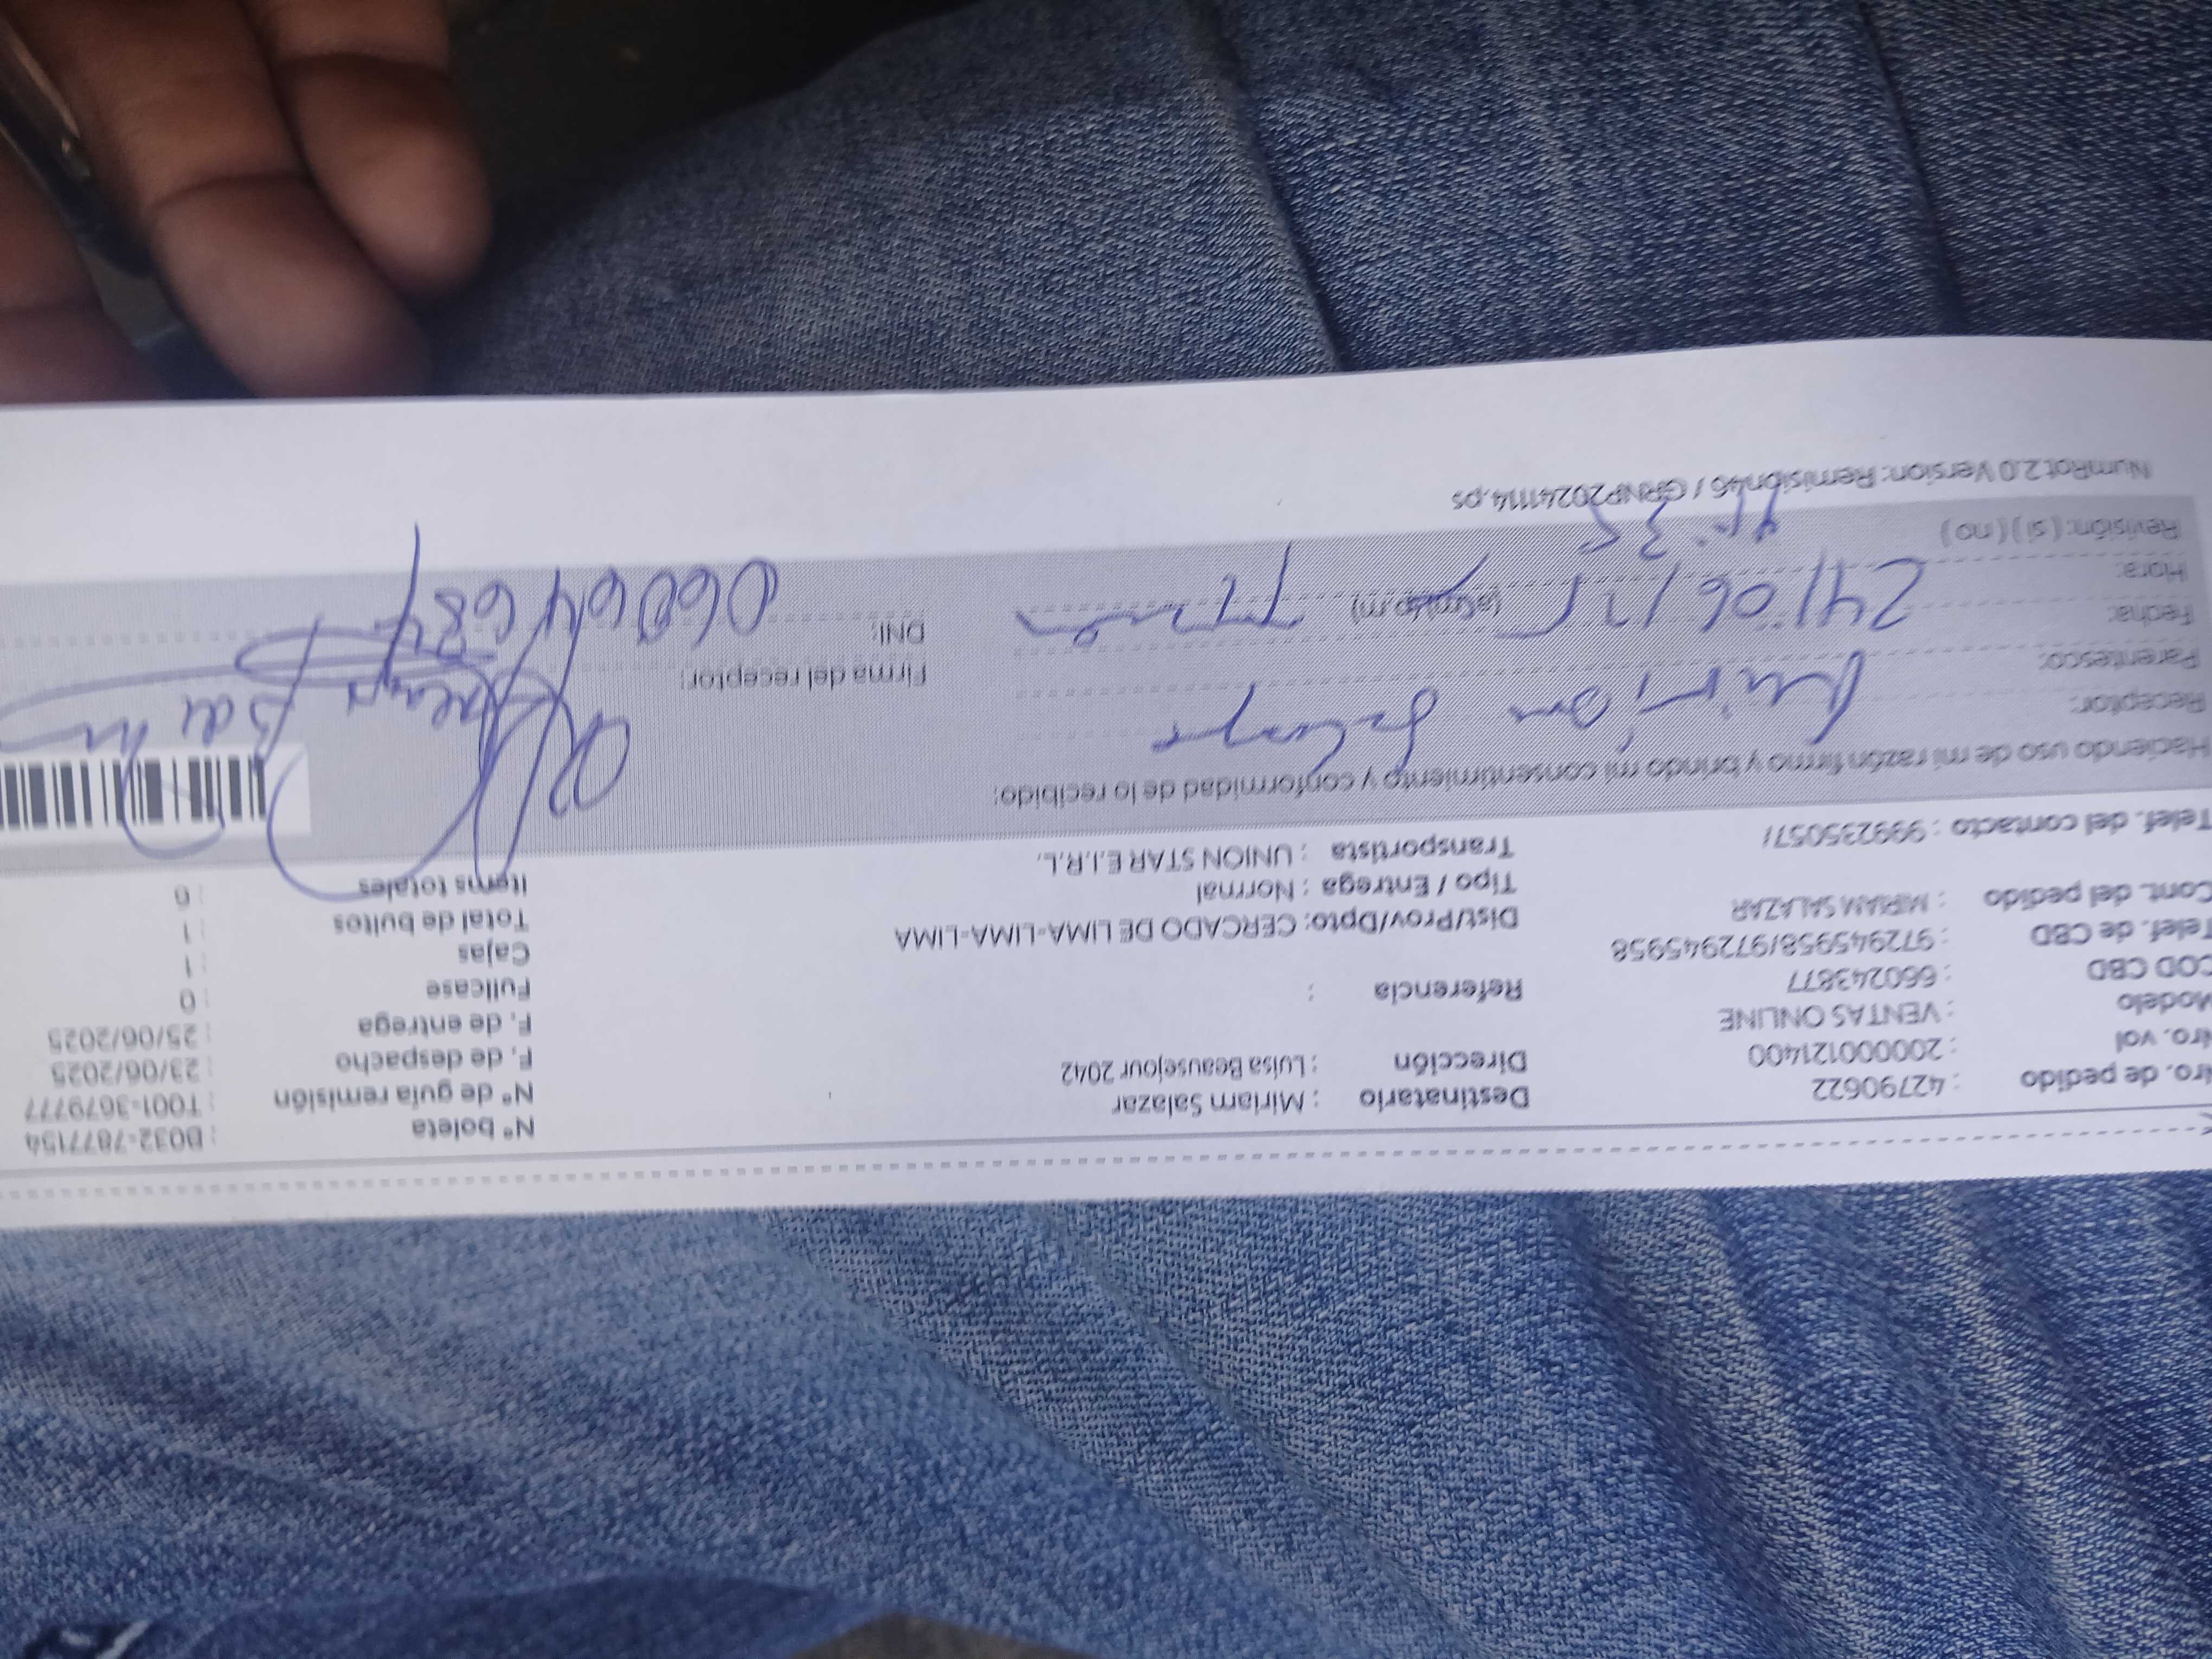 Nro. de pedido : 42790622 Destinatario : Miriam Salazar N° boleta : B032-7877154
Nro. vol : 20000121400 Dirección : Luisa Beausejour 2042 N° de guía remisión : T001-3679777
Modelo : VENTAS ONLINE F. de despacho : 23/06/2025
COD CBD : 660243877 Referencia : F. de entrega : 25/06/2025
Telef. de CBD : 972945958/972945958 Dist/Prov/Dpto: CERCADO DE LIMA-LIMA-LIMA Fullcase : 0
Cont. del pedido : MIRIAM SALAZAR Tipo / Entrega : Normal Cajas : 1
Telef. del contacto : 999235057/ Transportista : UNION STAR E.I.R.L. Total de bultos : 1
Items totales : 6
Haciendo uso de mi razón firmo y brindo mi consentimiento y conformidad de lo recibido:
Receptor: Miriam Salazar
Parentesco: Firma del receptor:
Fecha: 24/06/25
Hora: (a.m)(p.m) DNI:
Revisión: ( si ) ( no )
NumRot 2.0 Version: Remision46 / GRNP20241114.ps